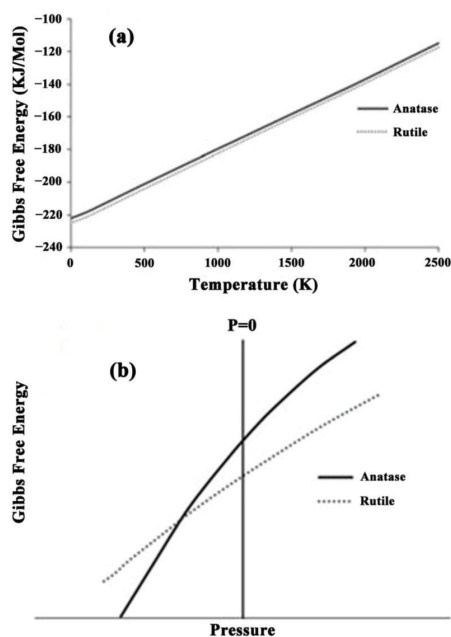 (a)
Gibbs Free Energy (KJ/Mol)
−100
−120
−140
−160
−180
−200
−220
−240
Anatase
Rutile
0
500
1000
1500
2000
2500
Temperature (K)
P=0
(b)
Gibbs Free Energy
Anatase
Rutile
Pressure